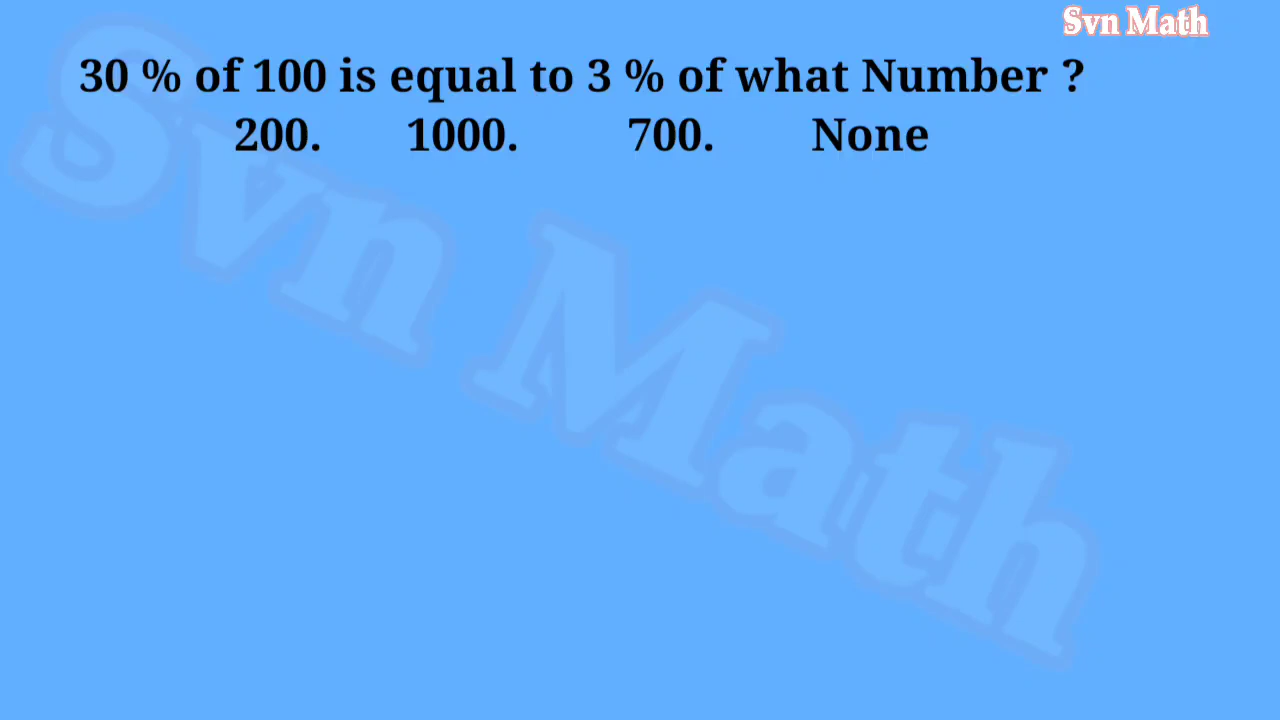 Svn Math
30 % of 100 is equal to 3 % of what Number ?
200. 1000. 700. None
Svn Math